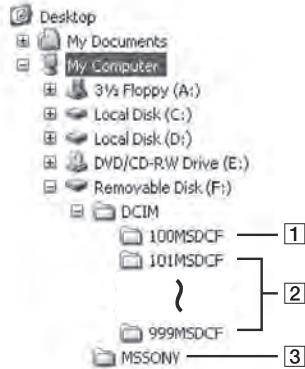 Desktop
My Documents
My Computer
3½ Floppy (A:)
Local Disk (C:)
Local Disk (D:)
DVD/CD-RW Drive (E:)
Removable Disk (F:)
DCIM
100MSDCF 1
101MSDCF
2
999MSDCF
MSSONY 3